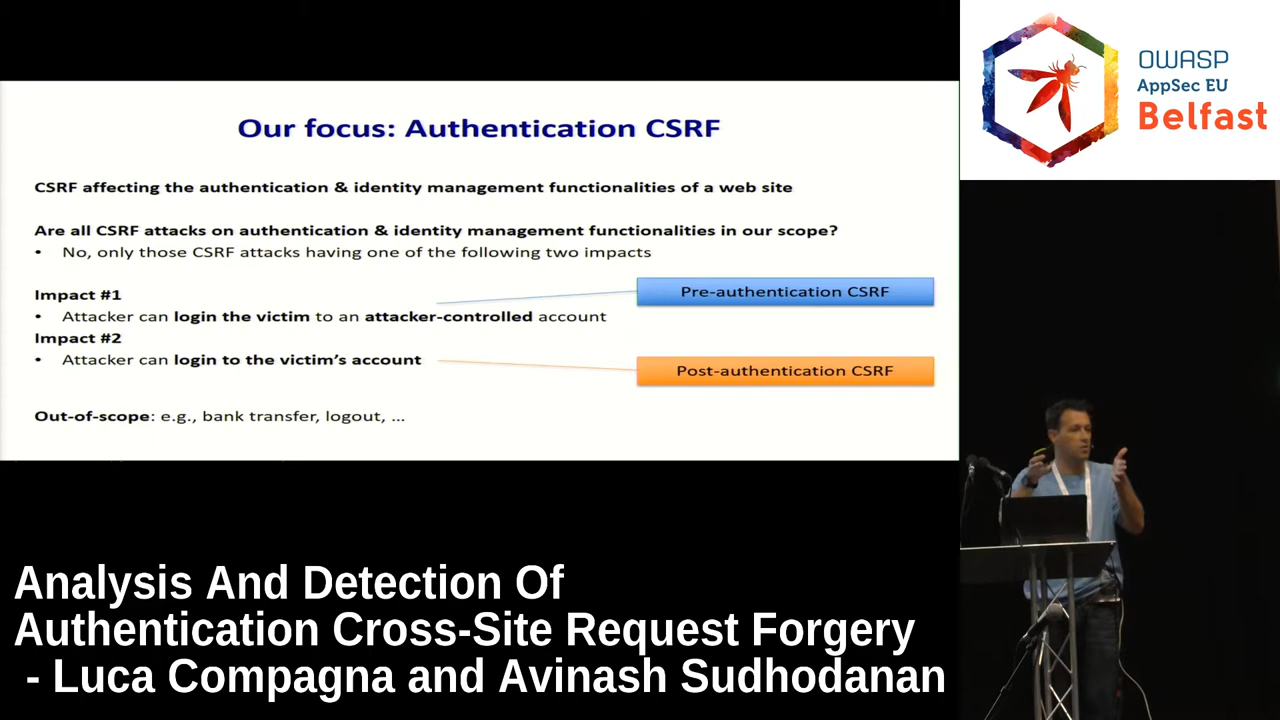 Our focus: Authentication CSRF
CSRF affecting the authentication & identity management functionalities of a web site
Are all CSRF attacks on authentication & identity management functionalities in our scope?
• No, only those CSRF attacks having one of the following two impacts
Impact #1
• Attacker can login the victim to an attacker-controlled account
Impact #2
• Attacker can login to the victim's account
Out-of-scope: e.g., bank transfer, logout, ...
Pre-authentication CSRF
Post-authentication CSRF
OWASP
AppSec EU
Belfast
Analysis And Detection Of
Authentication Cross-Site Request Forgery
- Luca Compagna and Avinash Sudhodanan